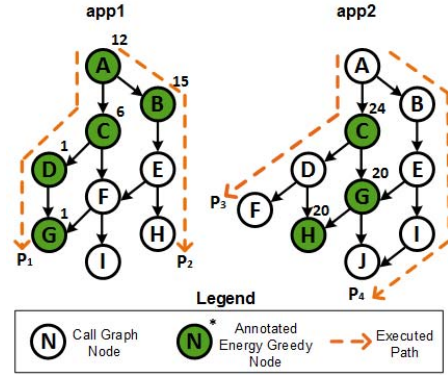 app1
app2
12
A
A
15
B
B
6
C
24
C
1
D
E
D
20
G
E
1
G
F
H
F
20
H
I
P1
I
P2
P3
J
P4
Legend
N Call Graph Node
N * Annotated Energy Greedy Node
Executed Path